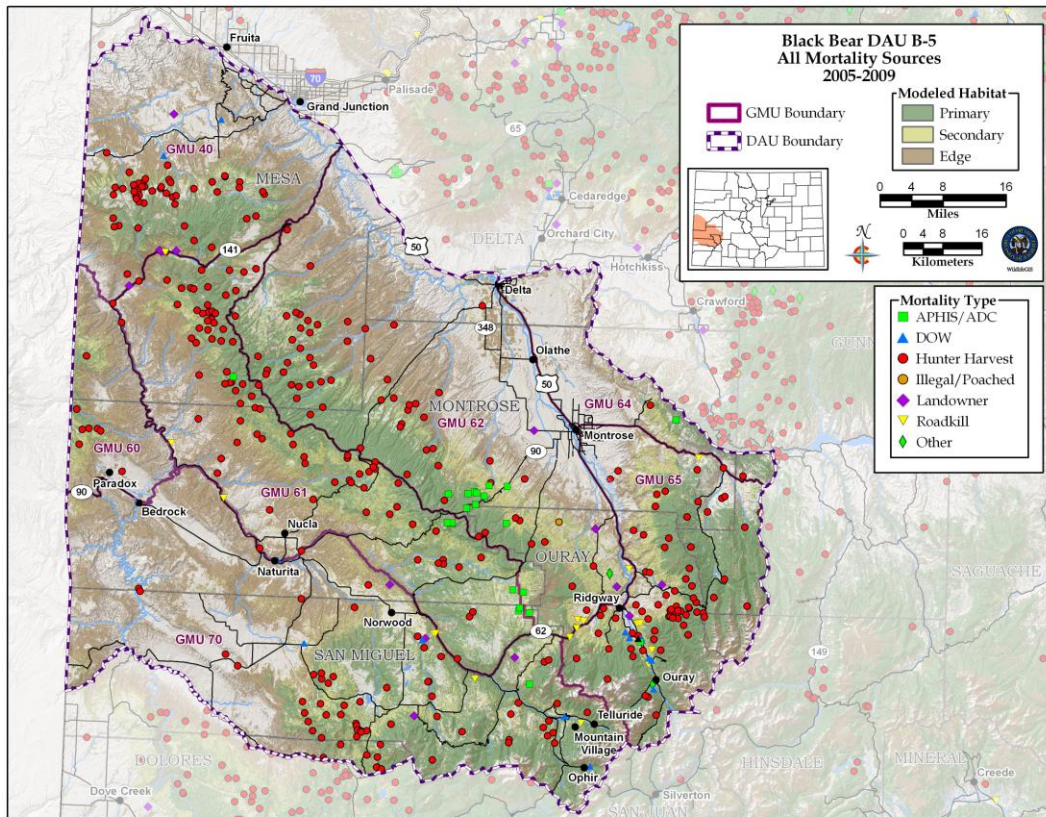 Black Bear DAU B-5
All Mortality Sources
2005-2009
GMU Boundary
DAU Boundary
Modeled Habitat
Primary
Secondary
Edge
0 4 8 16
Miles
0 4 8 16
Kilometers
N
Mortality Type
APHIS/ADC
DOW
Hunter Harvest
Illegal/Poached
Landowner
Roadkill
Other
Fruita
70
Palisade
Grand Junction
65
GMU 40
MESA
Cedaredge
141
50
DELTA
Orchard City
Hotchkiss
Delta
Crawford
348
GUNN
Olathe
50
MONTROSE
GMU 62
GMU 64
Montrose
90
GMU 60
Paradox
90
Bedrock
GMU 61
GMU 65
Nucla
Naturita
OURAY
SAGUACHE
Ridgway
Norwood
62
GMU 70
SAN MIGUEL
149
Ouray
Telluride
Mountain
Village
Ophir
DOLORES
HINSDALE
MINERAL
Creede
Dove Creek
Silverton
SAN JUAN